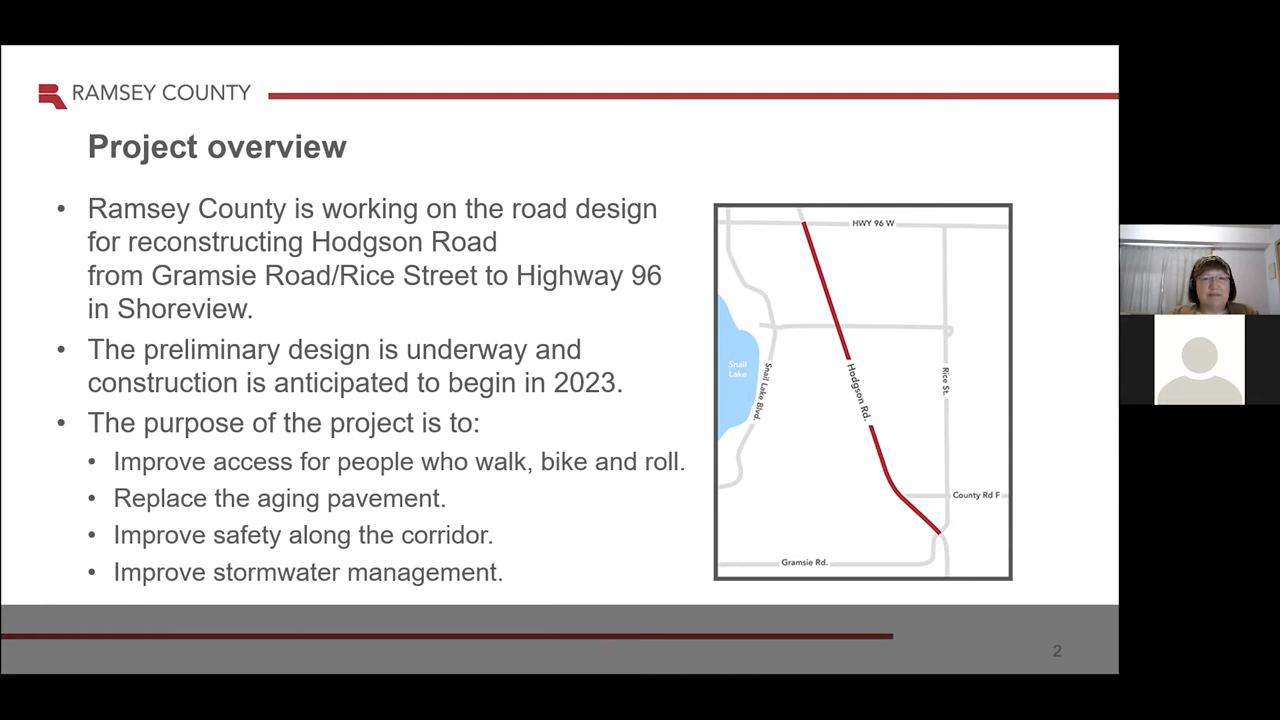 RAMSEY COUNTY
Project overview
• Ramsey County is working on the road design
for reconstructing Hodgson Road
from Gramsie Road/Rice Street to Highway 96
in Shoreview.
• The preliminary design is underway and
construction is anticipated to begin in 2023.
• The purpose of the project is to:
• Improve access for people who walk, bike and roll.
• Replace the aging pavement.
• Improve safety along the corridor.
• Improve stormwater management.
HWY 96 W
Snail
Lake
Snail Lake Blvd.
Hodgson Rd.
Rice St.
County Rd F
Gramsie Rd.
2